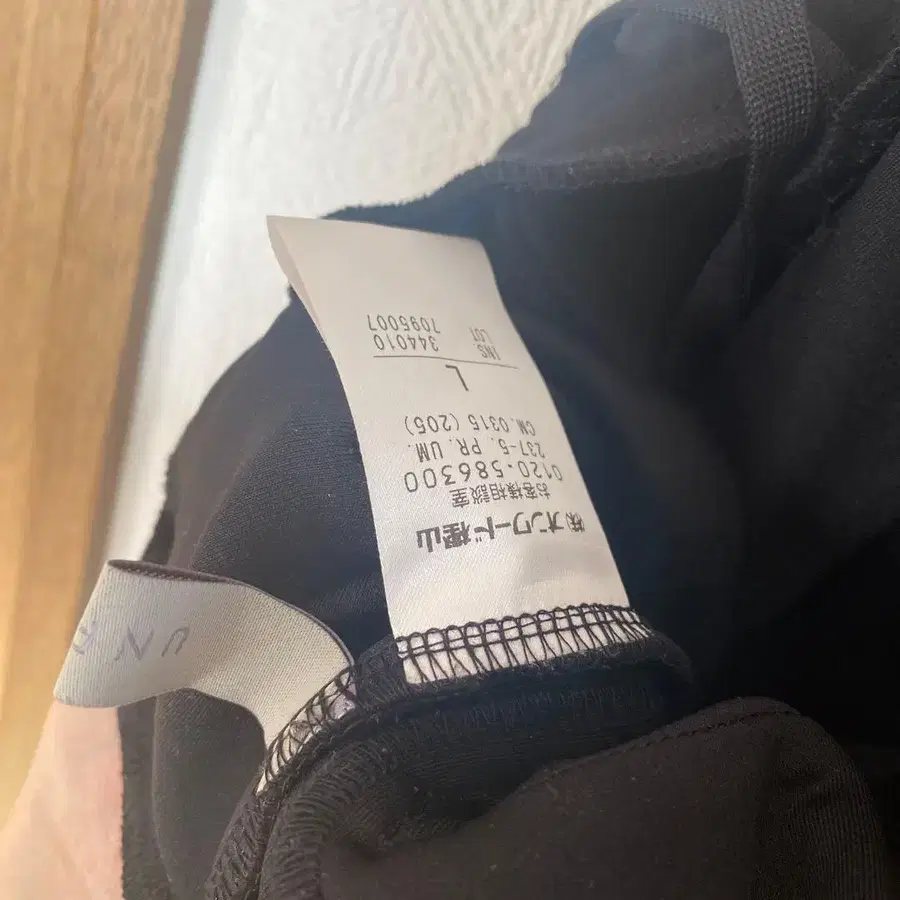 ㈱オンワード樫山
お客様相談室
0120・586300
237-5. PR. UM.
CM. 0315 (205)
L
INS. 344010
LOT 7095007